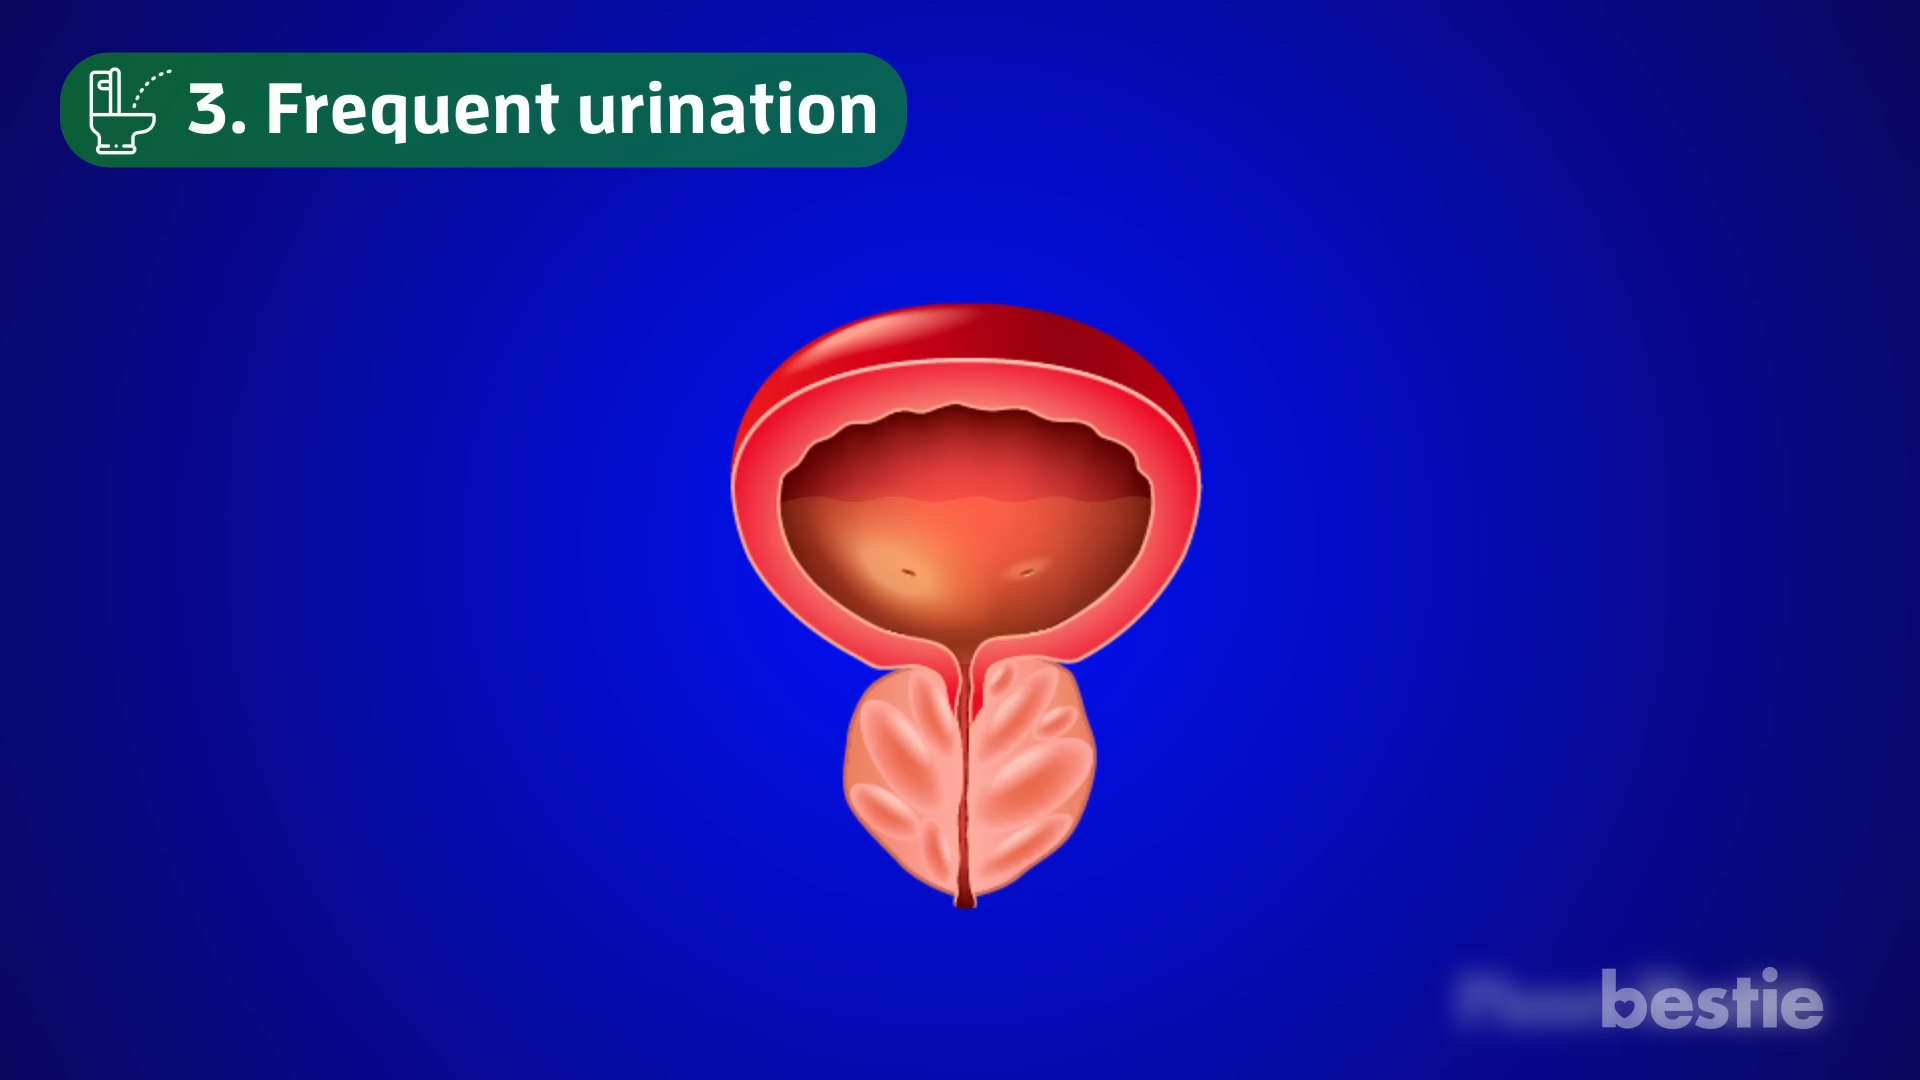 3. Frequent urination
bestie